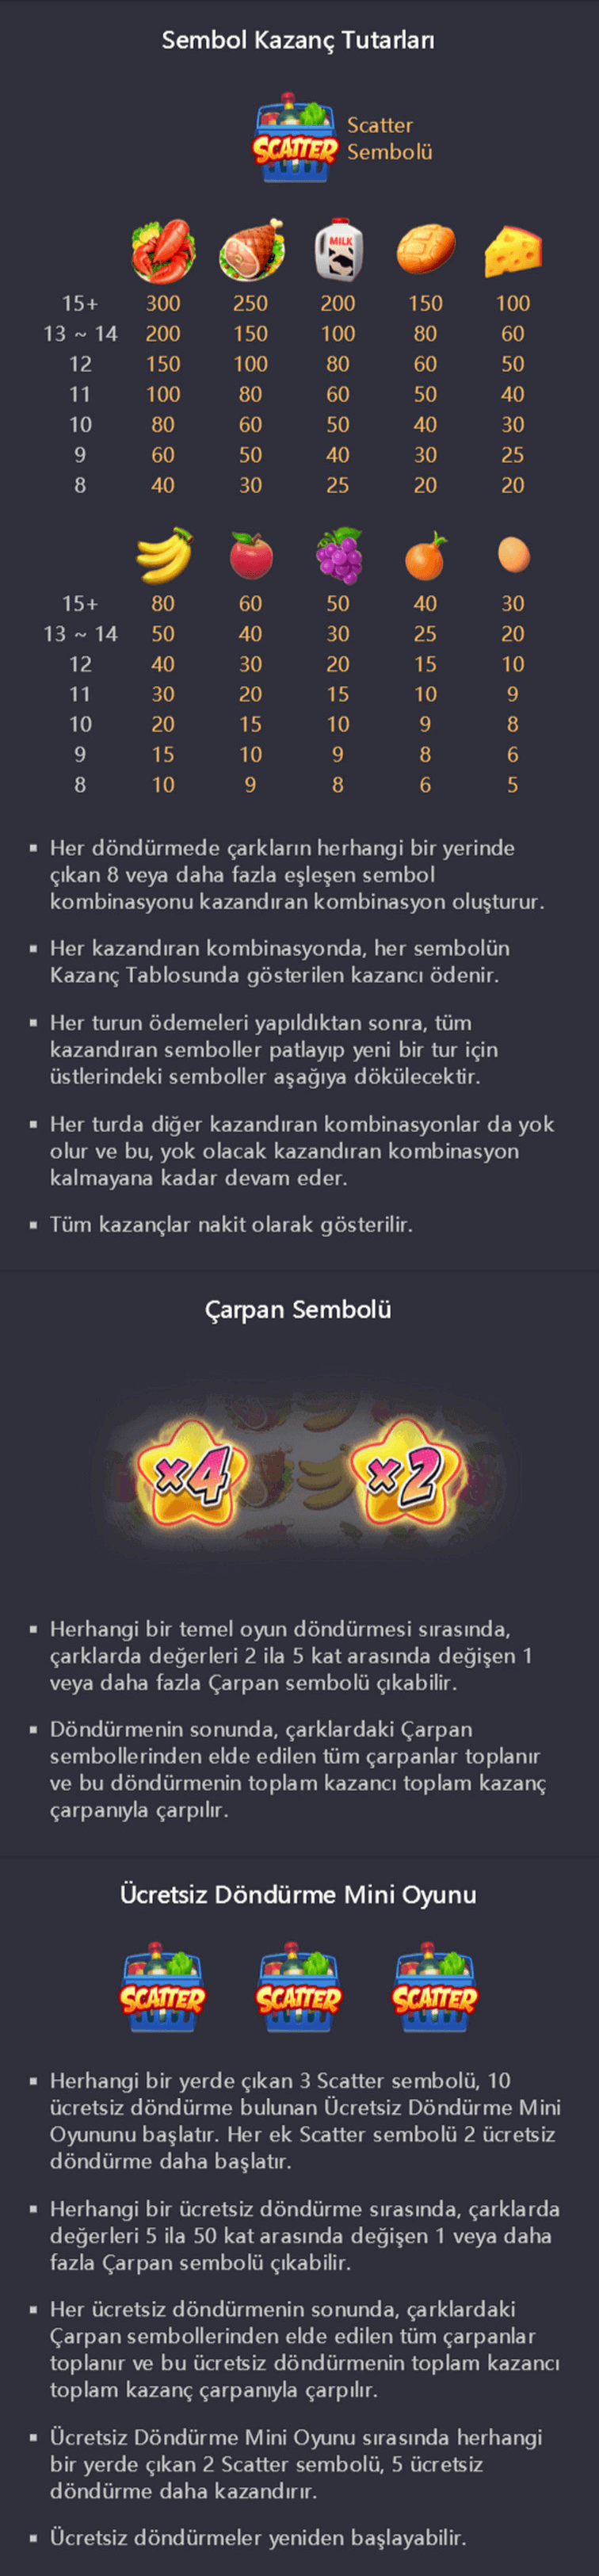 Sembol Kazanç Tutarları
SCATTER
Scatter
Sembolü
MILK
15+ 300 250 200 150 100
13 ~ 14 200 150 100 80 60
12 150 100 80 60 50
11 100 80 60 50 40
10 80 60 50 40 30
9 60 50 40 30 25
8 40 30 25 20 20
15+ 80 60 50 40 30
13 ~ 14 50 40 30 25 20
12 40 30 20 15 10
11 30 20 15 10 9
10 20 15 10 9 8
9 15 10 9 8 6
8 10 9 8 6 5
▪ Her döndürmede çarkların herhangi bir yerinde
çıkan 8 veya daha fazla eşleşen sembol
kombinasyonu kazandıran kombinasyon oluşturur.
▪ Her kazandıran kombinasyonda, her sembolün
Kazanç Tablosunda gösterilen kazancı ödenir.
▪ Her turun ödemeleri yapıldıktan sonra, tüm
kazandıran semboller patlayıp yeni bir tur için
üstlerindeki semboller aşağıya dökülecektir.
▪ Her turda diğer kazandıran kombinasyonlar da yok
olur ve bu, yok olacak kazandıran kombinasyon
kalmayana kadar devam eder.
▪ Tüm kazançlar nakit olarak gösterilir.
Çarpan Sembolü
x4 x2
▪ Herhangi bir temel oyun döndürmesi sırasında,
çarklarda değerleri 2 ila 5 kat arasında değişen 1
veya daha fazla Çarpan sembolü çıkabilir.
▪ Döndürmenin sonunda, çarklardaki Çarpan
sembollerinden elde edilen tüm çarpanlar toplanır
ve bu döndürmenin toplam kazancı toplam kazanç
çarpanıyla çarpılır.
Ücretsiz Döndürme Mini Oyunu
SCATTER SCATTER SCATTER
▪ Herhangi bir yerde çıkan 3 Scatter sembolü, 10
ücretsiz döndürme bulunan Ücretsiz Döndürme Mini
Oyununu başlatır. Her ek Scatter sembolü 2 ücretsiz
döndürme daha başlatır.
▪ Herhangi bir ücretsiz döndürme sırasında, çarklarda
değerleri 5 ila 50 kat arasında değişen 1 veya daha
fazla Çarpan sembolü çıkabilir.
▪ Her ücretsiz döndürmenin sonunda, çarklardaki
Çarpan sembollerinden elde edilen tüm çarpanlar
toplanır ve bu ücretsiz döndürmenin toplam kazancı
toplam kazanç çarpanıyla çarpılır.
▪ Ücretsiz Döndürme Mini Oyunu sırasında herhangi
bir yerde çıkan 2 Scatter sembolü, 5 ücretsiz
döndürme daha kazandırır.
▪ Ücretsiz döndürmeler yeniden başlayabilir.